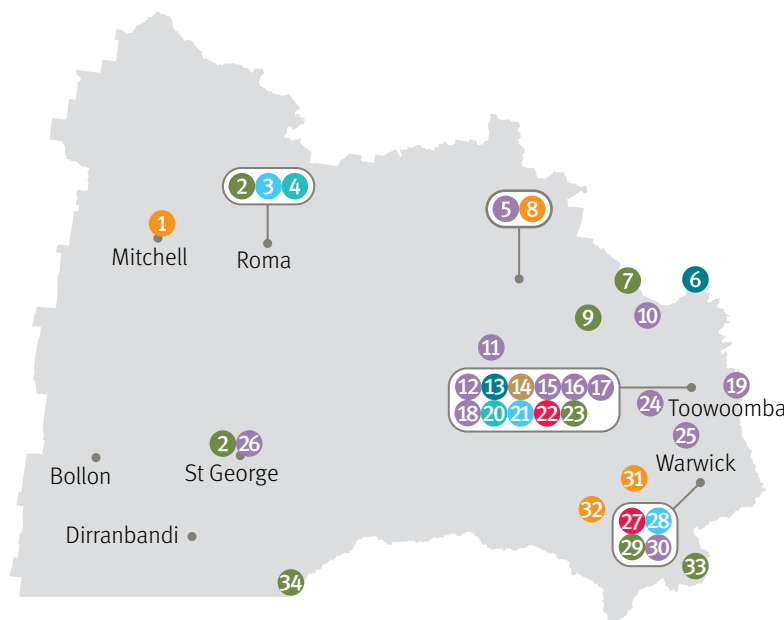 2 3 4
1
Mitchell
Roma
5 8
7
6
9
10
11
12 13 14 15 16 17
18 20 21 22 23
19
24
Toowoomba
25
2 26
St George
Bollon
Warwick
31
32
27 28
29 30
Dirranbandi
33
34